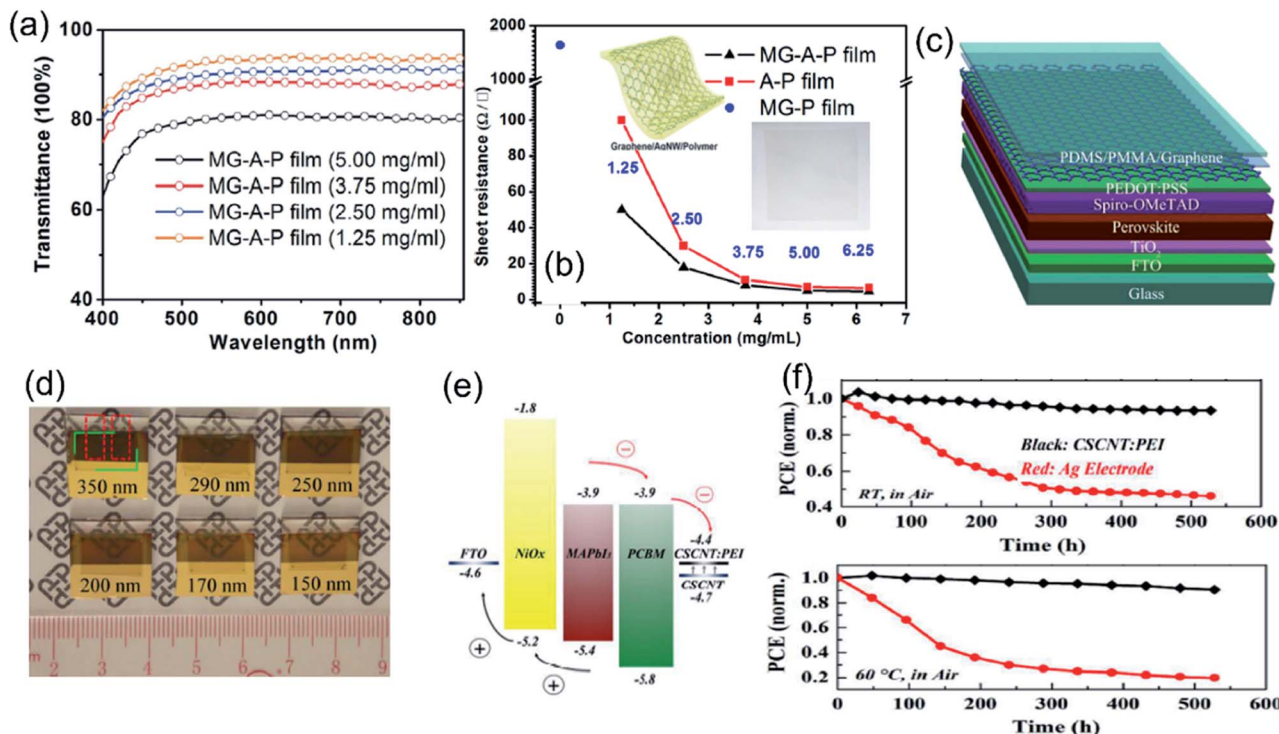 (a)
Transmittance (100%)
100
80
60
40
MG-A-P film (5.00 mg/ml)
MG-A-P film (3.75 mg/ml)
MG-A-P film (2.50 mg/ml)
MG-A-P film (1.25 mg/ml)
400 500 600 700 800
Wavelength (nm)
(b)
Sheet resistance (Ω / □)
2000
1000
100
80
60
40
20
0
MG-A-P film
A-P film
MG-P film
Graphene/AgNW/Polymer
1.25
2.50
3.75
5.00
6.25
0 1 2 3 4 5 6 7
Concentration (mg/mL)
(c)
PDMS/PMMA/Graphene
PEDOT:PSS
Spiro-OMeTAD
Perovskite
TiO2
FTO
Glass
(d)
350 nm 290 nm 250 nm
200 nm 170 nm 150 nm
2 3 4 5 6 7 8 9
(e)
-1.8
-3.9
-3.9
-4.4
FTO
-4.6
NiOx
MAPbI3
PCBM
CSCNT:PEI
CSCNT
-4.7
-5.2
-5.4
-5.8
(f)
PCE (norm.)
1.0
0.8
0.6
0.4
Black: CSCNT:PEI
Red: Ag Electrode
RT, in Air
0 100 200 300 400 500 600
Time (h)
PCE (norm.)
1.0
0.8
0.6
0.4
0.2
60 °C, in Air
0 100 200 300 400 500 600
Time (h)